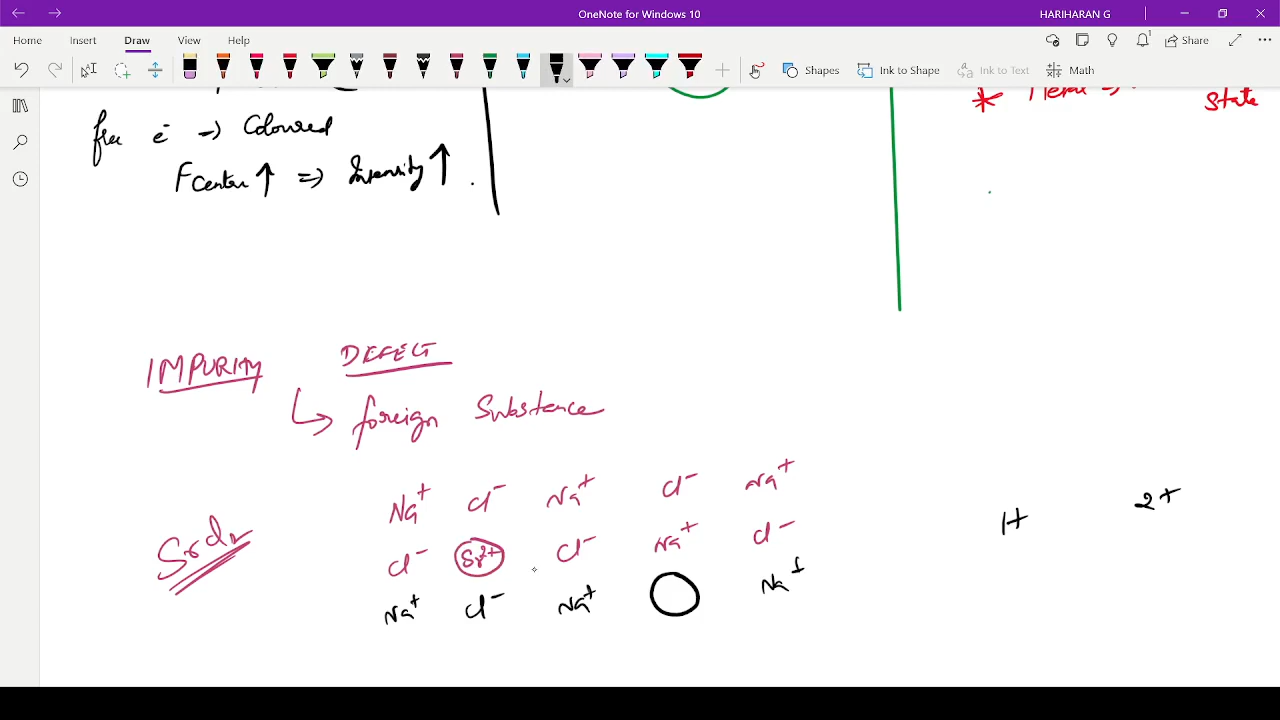 OneNote for Windows 10
HARIHARAN G
Home Insert Draw View Help
Share
Shapes
Ink to Shape
Ink to Text
Math
free e⁻ → Coloured
F Center ↑ ⇒ Intensity ↑.
State
IMPURITY DEFECT
↳ foreign Substance
Na⁺ Cl⁻ Na⁺ Cl⁻ Na⁺
SrCl₂
Cl⁻ Sr²⁺ Cl⁻ Na⁺ Cl⁻
Na⁺ Cl⁻ Na⁺ Na⁺
1+ 2+